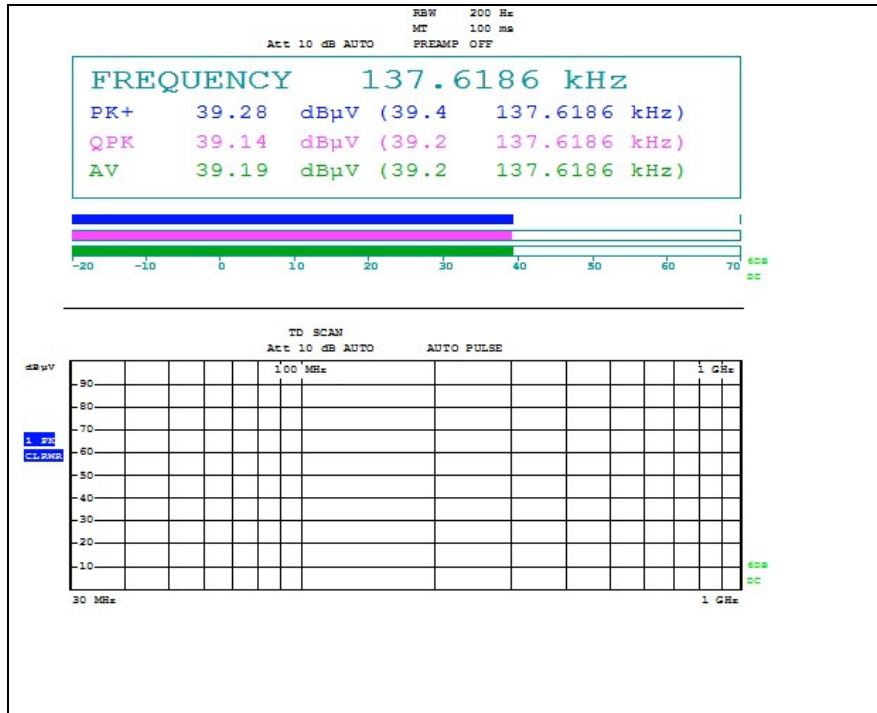 RBW 200 Hz
MT 100 ms
Att 10 dB AUTO PREAMP OFF
FREQUENCY 137.6186 kHz
PK+ 39.28 dBµV (39.4 137.6186 kHz)
QPK 39.14 dBµV (39.2 137.6186 kHz)
AV 39.19 dBµV (39.2 137.6186 kHz)
-20 -10 0 10 20 30 40 50 60 70
6DB
DC
TD SCAN
Att 10 dB AUTO AUTO PULSE
dBµV
100 MHz 1 GHz
90
80
70
1 PK
CLRWR
60
50
40
30
20
10
6DB
DC
30 MHz 1 GHz